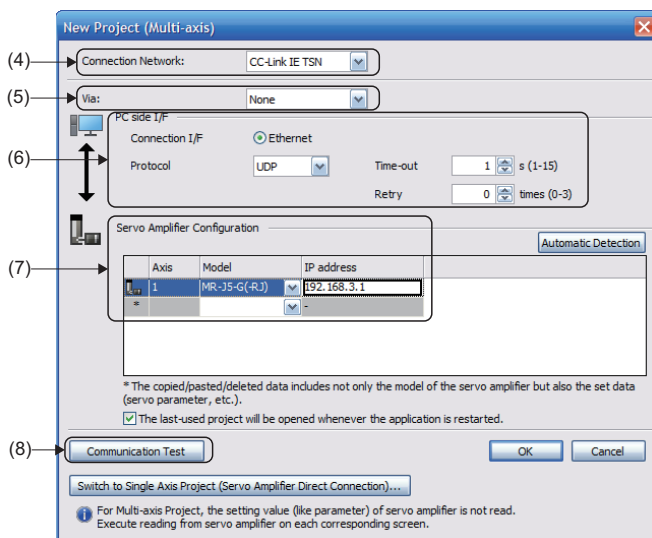 New Project (Multi-axis)
(4) Connection Network: CC-Link IE TSN
(5) Via: None
PC side I/F
Connection I/F Ethernet
(6) Protocol UDP Time-out 1 s (1-15)
Retry 0 times (0-3)
Servo Amplifier Configuration
Automatic Detection
(7)
Axis Model IP address
1 MR-J5-G(-RJ) 192.168.3.1
* -
* The copied/pasted/deleted data includes not only the model of the servo amplifier but also the set data
(servo parameter, etc.).
The last-used project will be opened whenever the application is restarted.
(8) Communication Test OK Cancel
Switch to Single Axis Project (Servo Amplifier Direct Connection)...
For Multi-axis Project, the setting value (like parameter) of servo amplifier is not read.
Execute reading from servo amplifier on each corresponding screen.